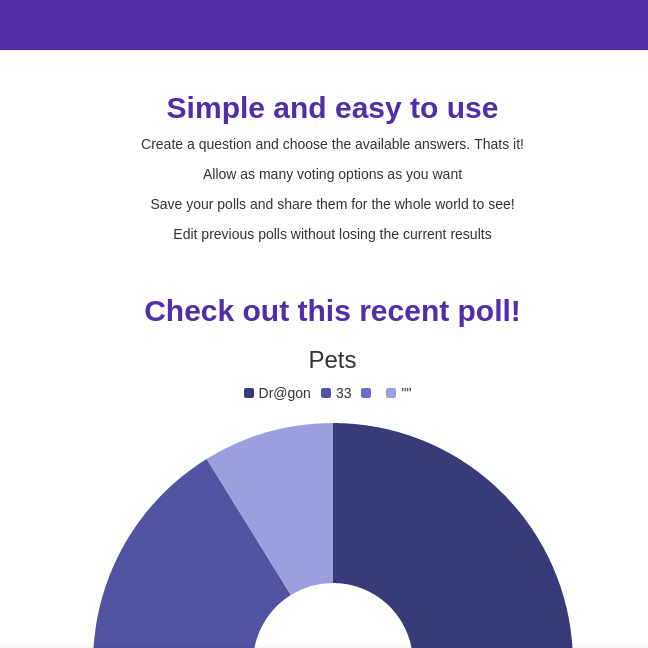 Simple and easy to use
Create a question and choose the available answers. Thats it!
Allow as many voting options as you want
Save your polls and share them for the whole world to see!
Edit previous polls without losing the current results
Check out this recent poll!
Pets
Dr@gon 33 ""